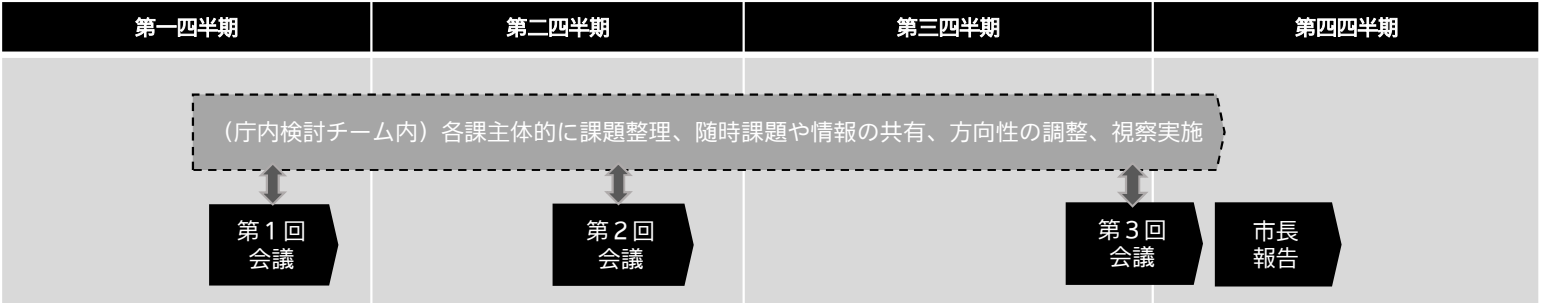 第一四半期
第二四半期
第三四半期
第四四半期
（庁内検討チーム内）各課主体的に課題整理、随時課題や情報の共有、方向性の調整、視察実施
第１回
会議
第２回
会議
第３回
会議
市長
報告